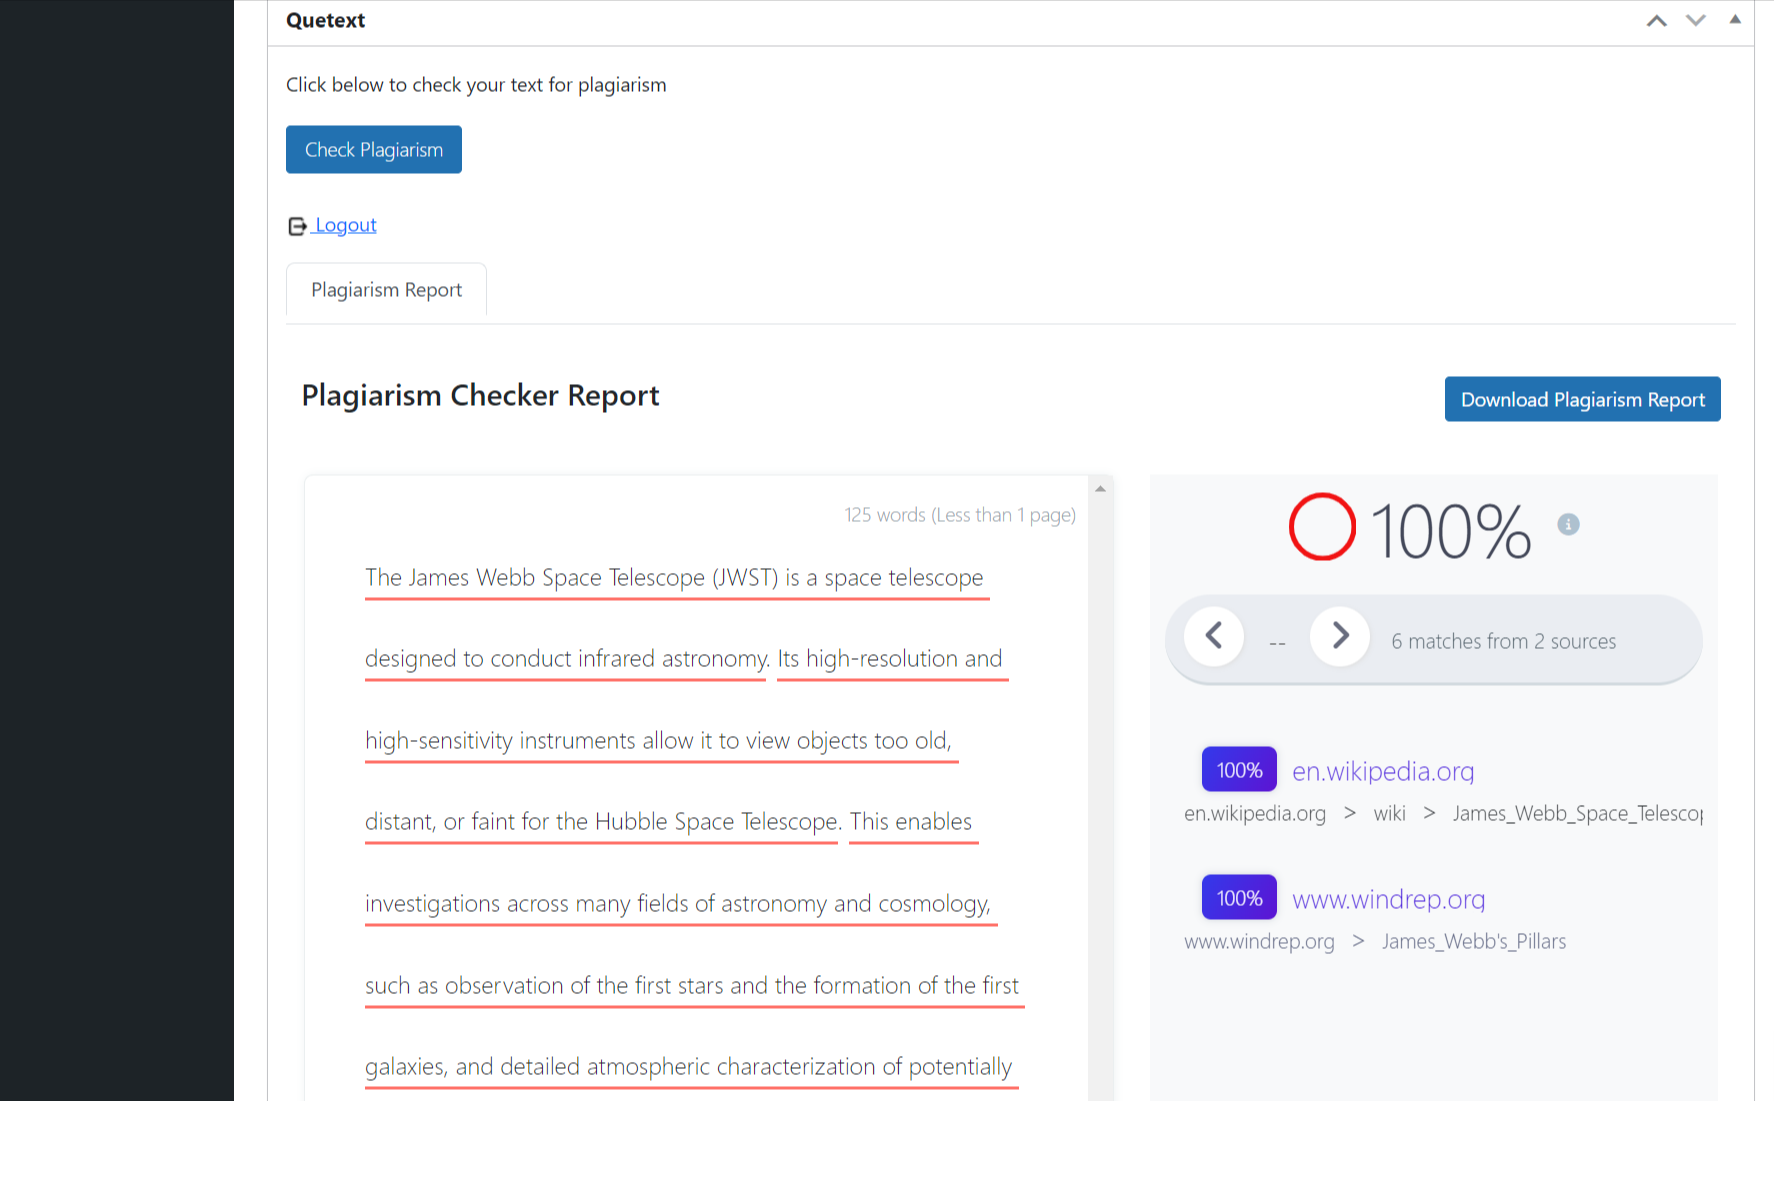 Quetext
Click below to check your text for plagiarism
Check Plagiarism
Logout
Plagiarism Report
Plagiarism Checker Report
Download Plagiarism Report
125 words (Less than 1 page)
The James Webb Space Telescope (JWST) is a space telescope
designed to conduct infrared astronomy. Its high-resolution and
high-sensitivity instruments allow it to view objects too old,
distant, or faint for the Hubble Space Telescope. This enables
investigations across many fields of astronomy and cosmology,
such as observation of the first stars and the formation of the first
galaxies, and detailed atmospheric characterization of potentially
100%
-- 6 matches from 2 sources
100% en.wikipedia.org
en.wikipedia.org > wiki > James_Webb_Space_Telescop
100% www.windrep.org
www.windrep.org > James_Webb's_Pillars